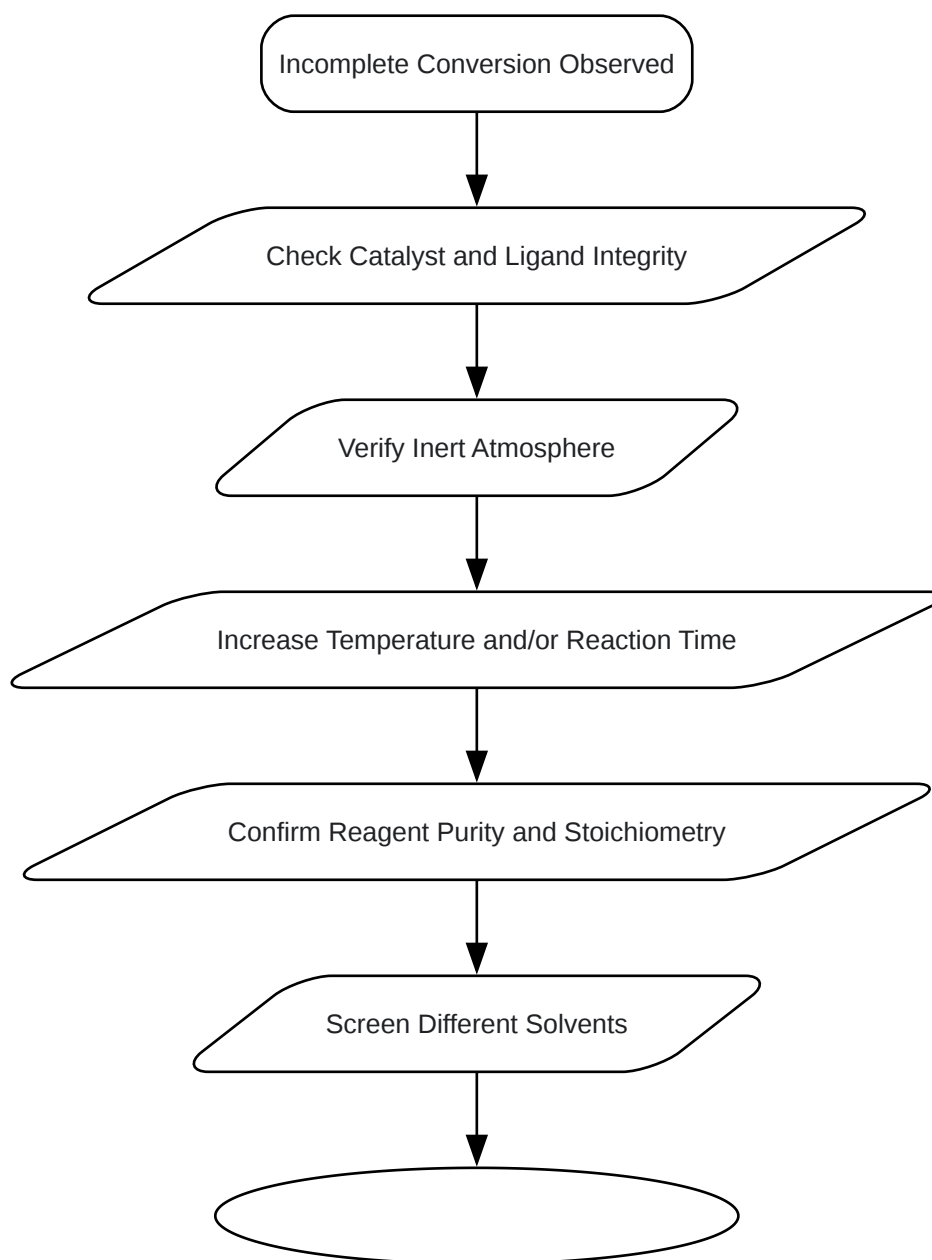 Incomplete Conversion Observed
Check Catalyst and Ligand Integrity
Verify Inert Atmosphere
Increase Temperature and/or Reaction Time
Confirm Reagent Purity and Stoichiometry
Screen Different Solvents